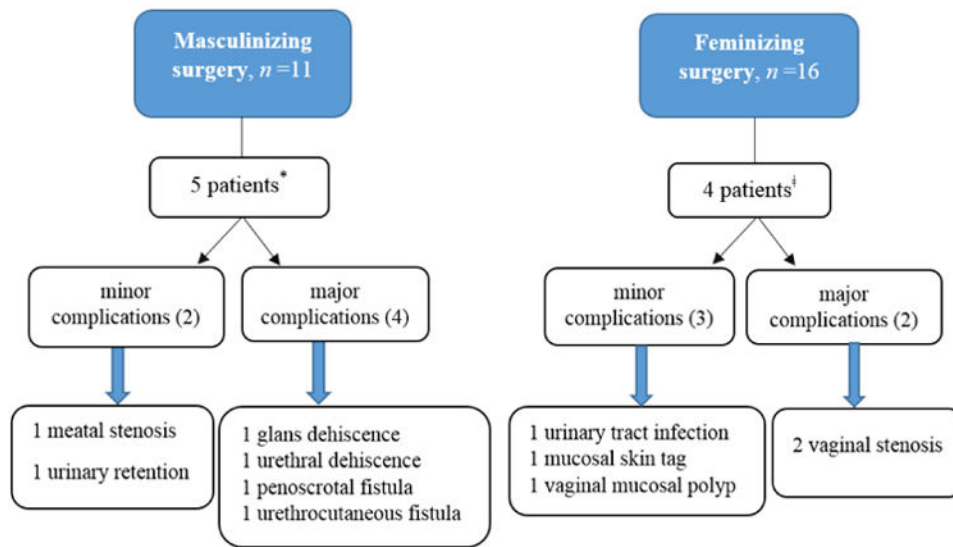 Masculinizing
surgery, n =11
5 patients*
minor
complications (2)
major
complications (4)
1 meatal stenosis
1 urinary retention
1 glans dehiscence
1 urethral dehiscence
1 penoscrotal fistula
1 urethrocutaneous fistula
Feminizing
surgery, n =16
4 patients‡
minor
complications (3)
major
complications (2)
1 urinary tract infection
1 mucosal skin tag
1 vaginal mucosal polyp
2 vaginal stenosis